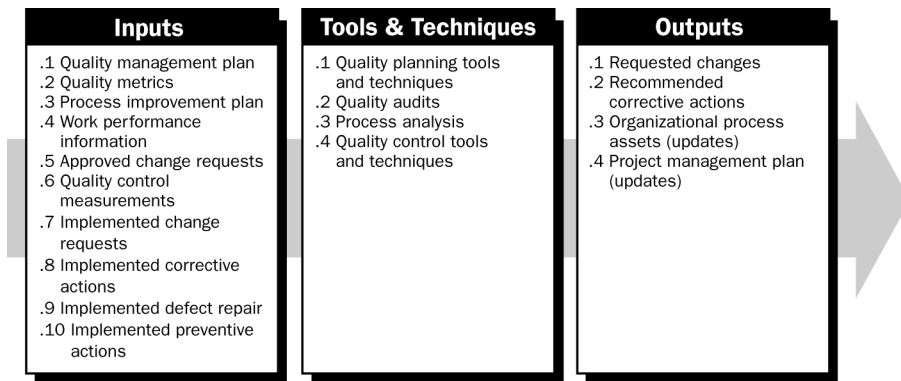 Inputs
.1 Quality management plan
.2 Quality metrics
.3 Process improvement plan
.4 Work performance
information
.5 Approved change requests
.6 Quality control
measurements
.7 Implemented change
requests
.8 Implemented corrective
actions
.9 Implemented defect repair
.10 Implemented preventive
actions
Tools & Techniques
.1 Quality planning tools
and techniques
.2 Quality audits
.3 Process analysis
.4 Quality control tools
and techniques
Outputs
.1 Requested changes
.2 Recommended
corrective actions
.3 Organizational process
assets (updates)
.4 Project management plan
(updates)